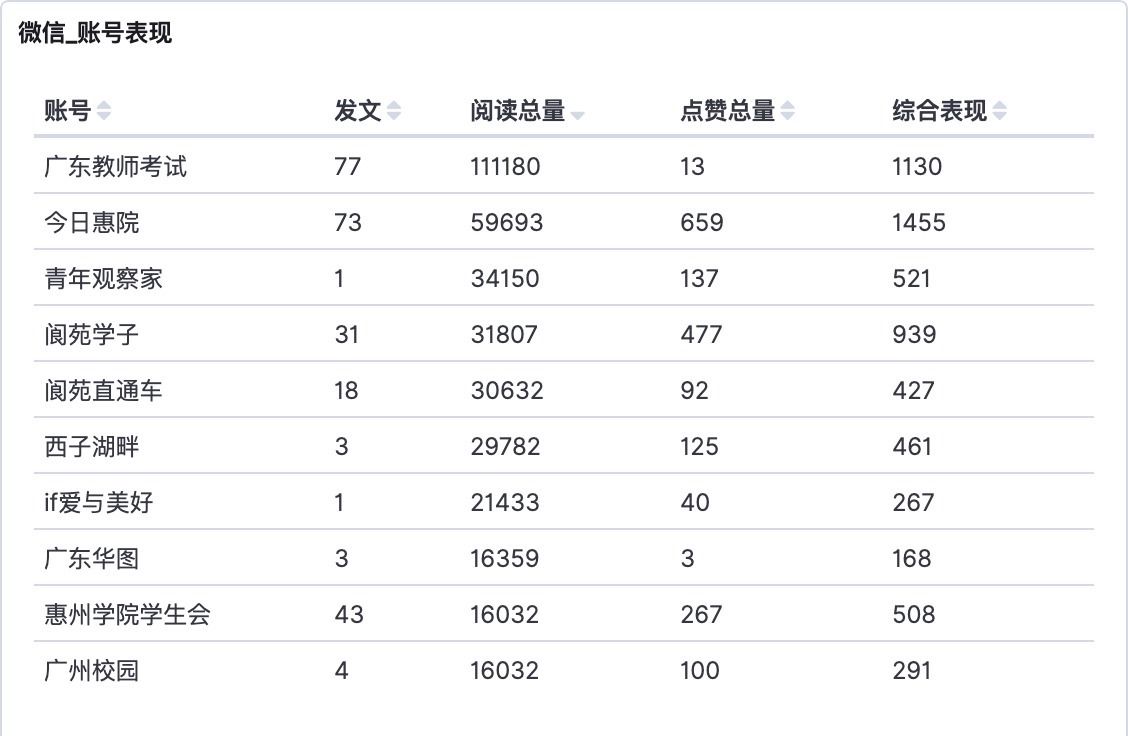 微信_账号表现
账号 发文 阅读总量 点赞总量 综合表现
广东教师考试 77 111180 13 1130
今日惠院 73 59693 659 1455
青年观察家 1 34150 137 521
阆苑学子 31 31807 477 939
阆苑直通车 18 30632 92 427
西子湖畔 3 29782 125 461
if爱与美好 1 21433 40 267
广东华图 3 16359 3 168
惠州学院学生会 43 16032 267 508
广州校园 4 16032 100 291